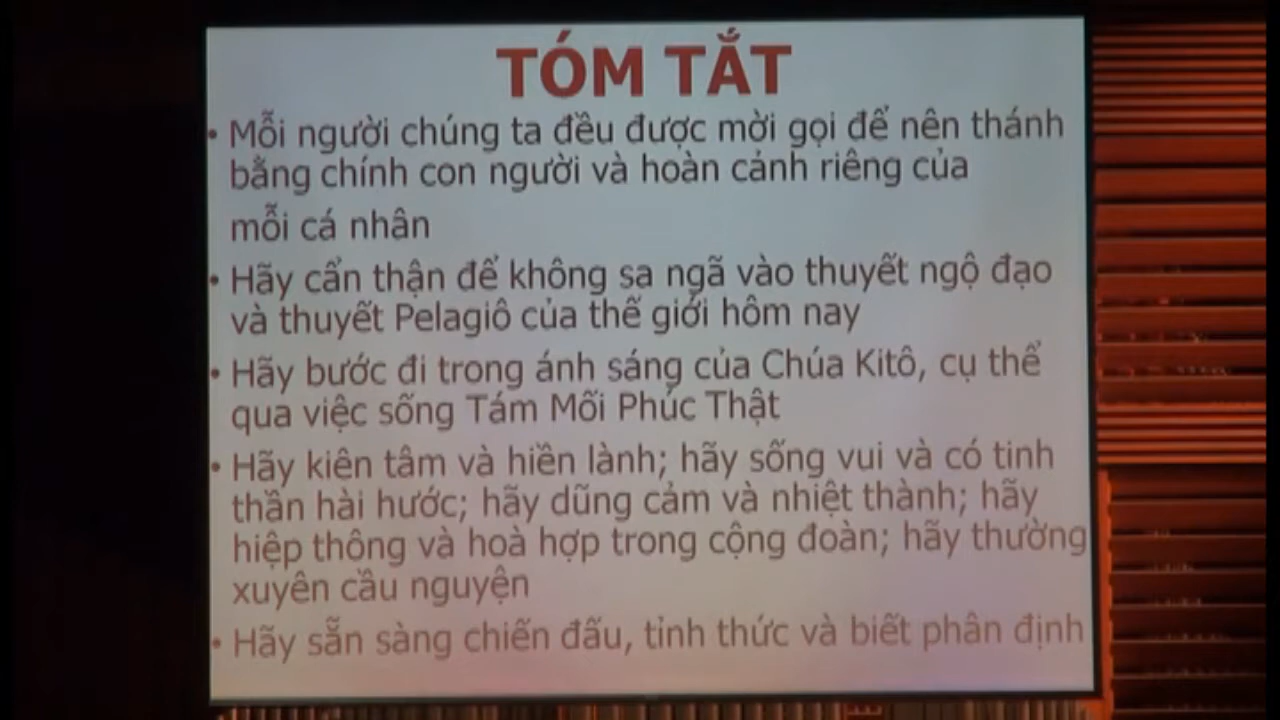 TÓM TẮT
• Mỗi người chúng ta đều được mời gọi để nên thánh
bằng chính con người và hoàn cảnh riêng của
mỗi cá nhân
• Hãy cẩn thận để không sa ngã vào thuyết ngộ đạo
và thuyết Pelagiô của thế giới hôm nay
• Hãy bước đi trong ánh sáng của Chúa Kitô, cụ thể
qua việc sống Tám Mối Phúc Thật
• Hãy kiên tâm và hiền lành; hãy sống vui và có tinh
thần hài hước; hãy dũng cảm và nhiệt thành; hãy
hiệp thông và hoà hợp trong cộng đoàn; hãy thường
xuyên cầu nguyện
• Hãy sẵn sàng chiến đấu, tỉnh thức và biết phân định